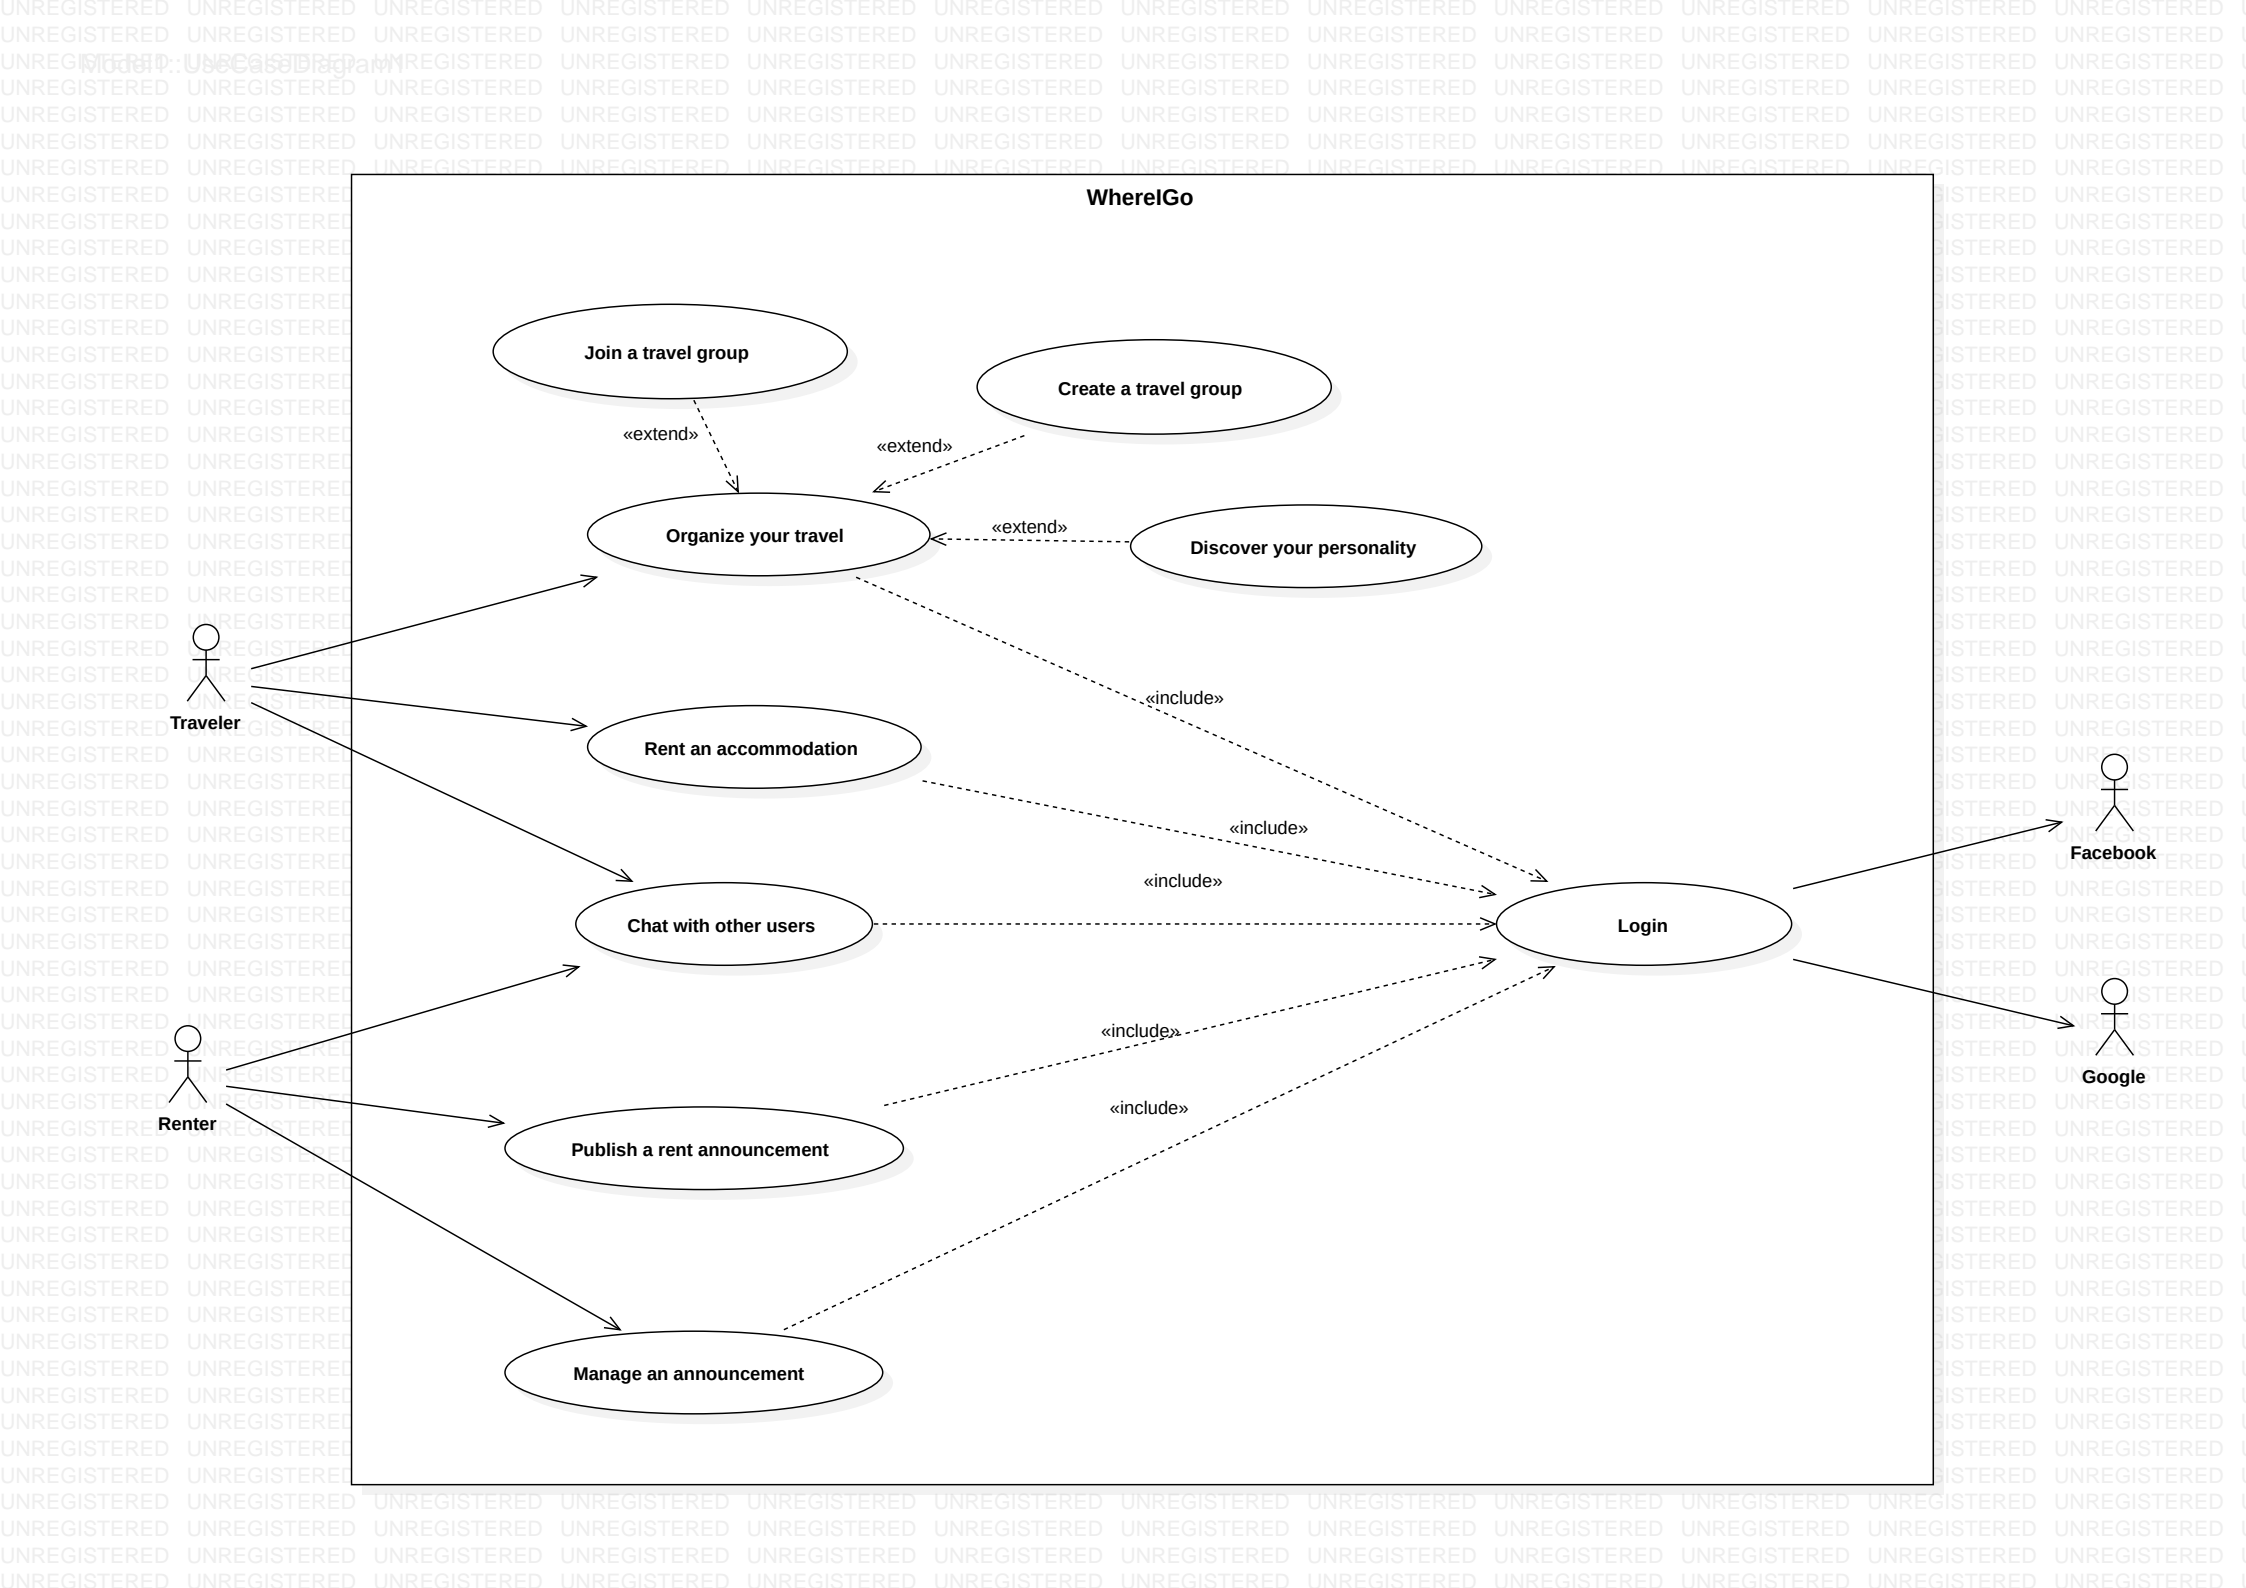 Model1::UseCaseDiagram1
WhereIGo
Join a travel group
Create a travel group
«extend»
«extend»
«extend»
Organize your travel
Discover your personality
«include»
Traveler
Rent an accommodation
«include»
Facebook
«include»
Chat with other users
Login
«include»
Google
«include»
Renter
Publish a rent announcement
Manage an announcement
UNREGISTERED